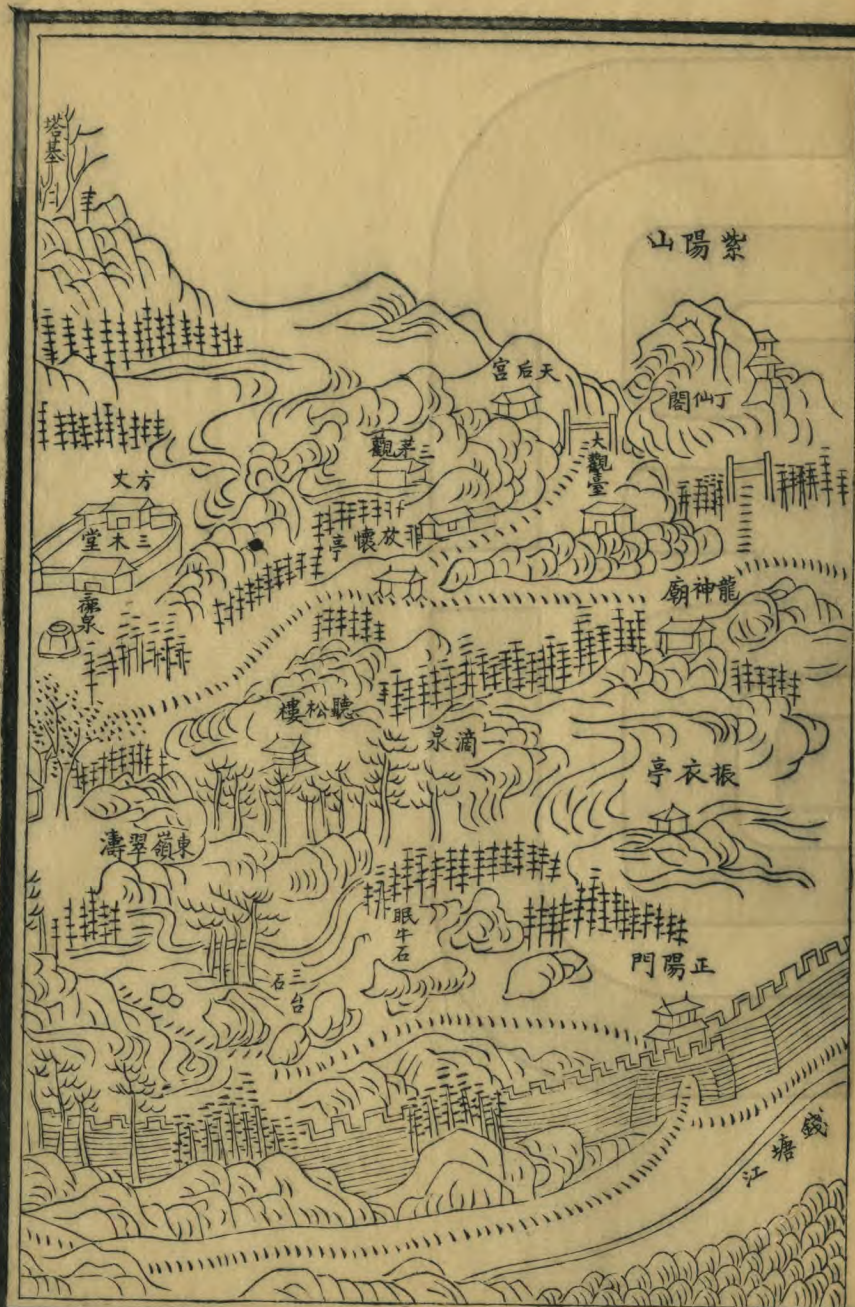 塔基
紫陽山
天后宮
丁仙閣
三茅觀
大觀臺
方丈
三木堂
放懷亭
龍神廟
聽松樓
一滴泉
振衣亭
東嶺翠濤
眠牛石
三台石
正陽門
錢塘江